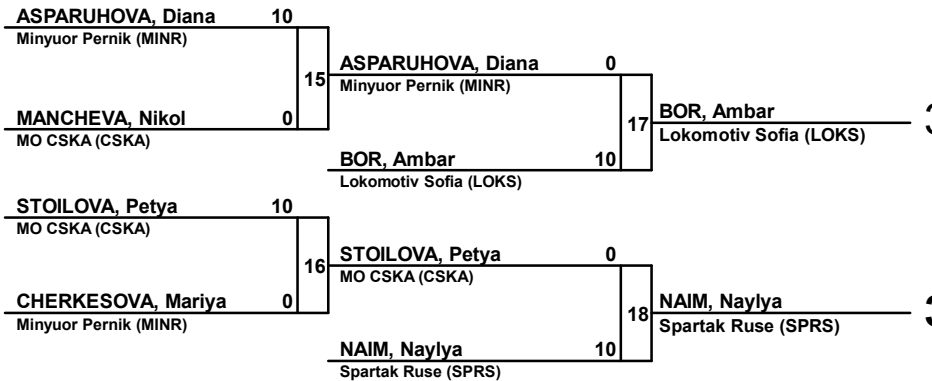 ASPARUHOVA, Diana 10
Minyuor Pernik (MINR)
15
ASPARUHOVA, Diana 0
Minyuor Pernik (MINR)
MANCHEVA, Nikol 0
MO CSKA (CSKA)
17
BOR, Ambar
Lokomotiv Sofia (LOKS)
BOR, Ambar 10
Lokomotiv Sofia (LOKS)
STOILOVA, Petya 10
MO CSKA (CSKA)
16
STOILOVA, Petya 0
MO CSKA (CSKA)
CHERKESOVA, Mariya 0
Minyuor Pernik (MINR)
18
NAIM, Naylya
Spartak Ruse (SPRS)
NAIM, Naylya 10
Spartak Ruse (SPRS)